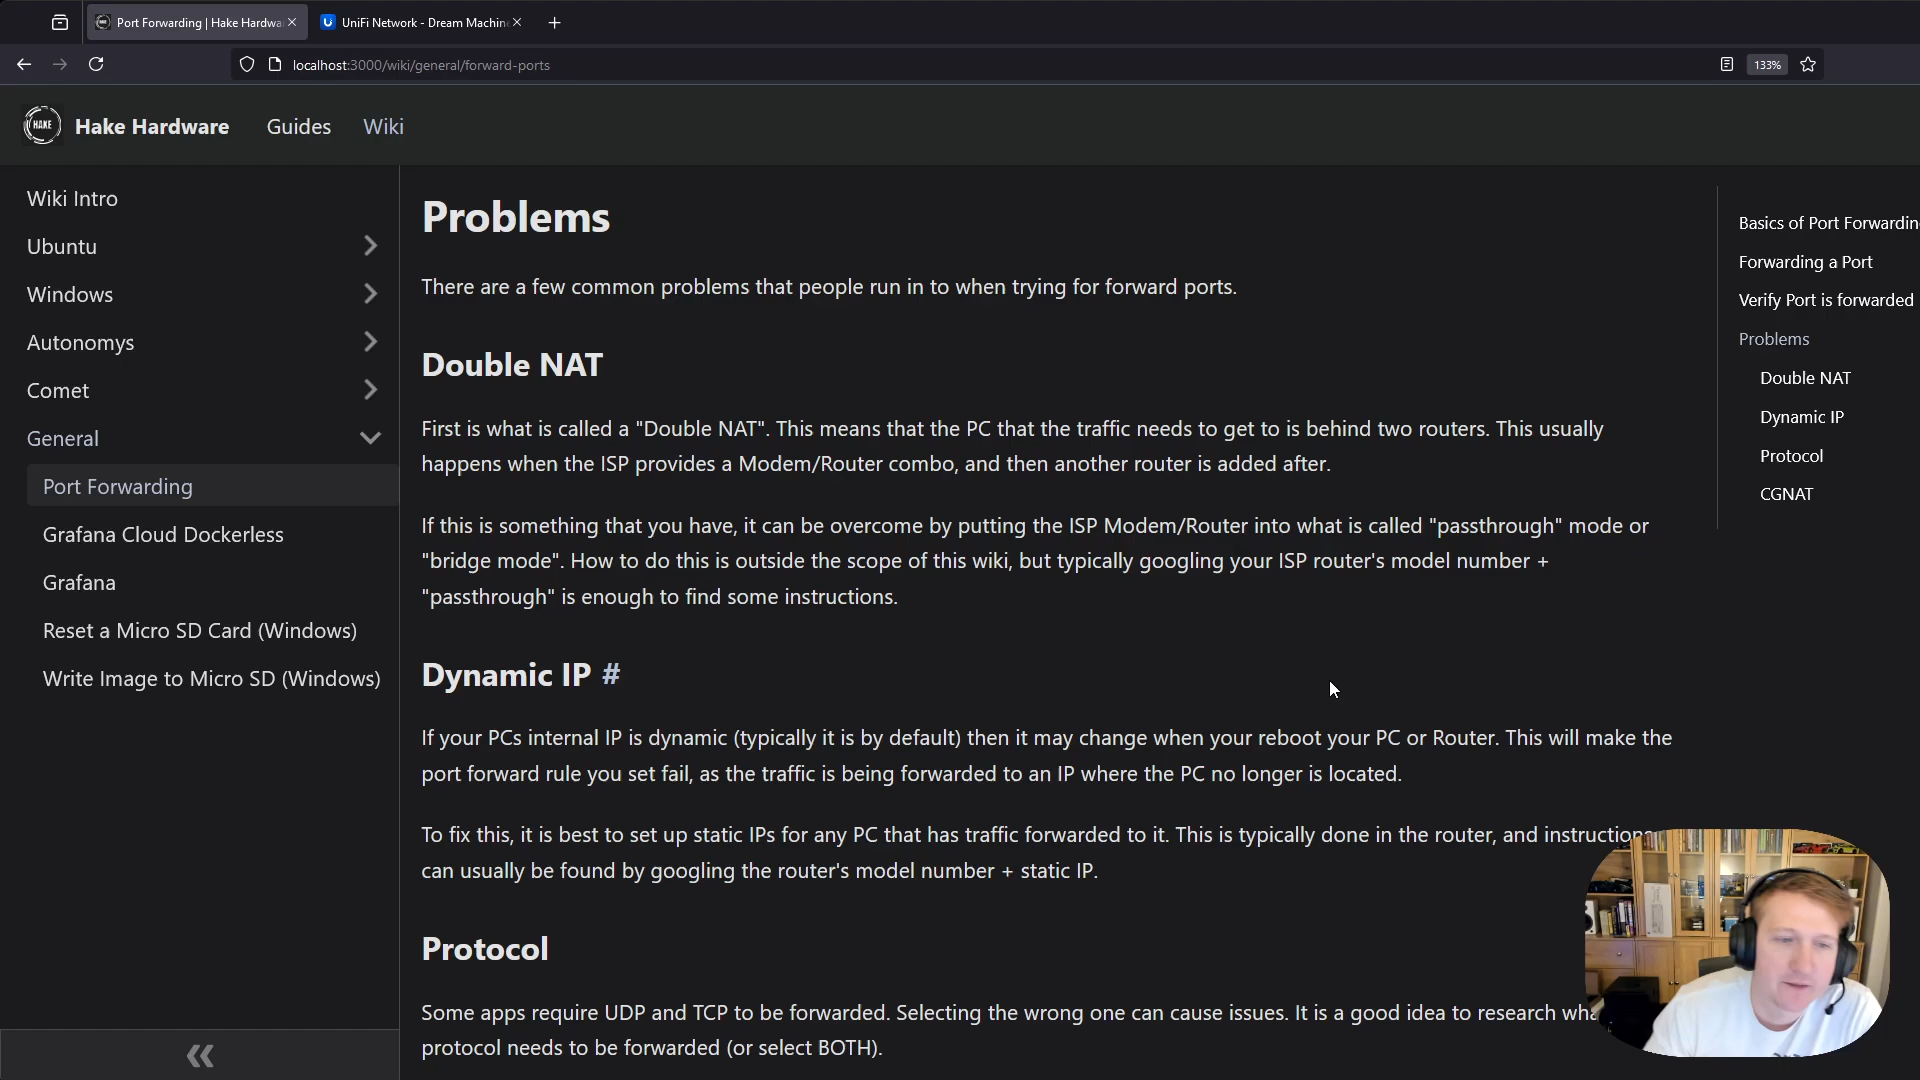 Port Forwarding | Hake Hardwa
UniFi Network - Dream Machin
localhost:3000/wiki/general/forward-ports
133%
HAKE
Hake Hardware
Guides
Wiki
Wiki Intro
Ubuntu
Windows
Autonomys
Comet
General
Port Forwarding
Grafana Cloud Dockerless
Grafana
Reset a Micro SD Card (Windows)
Write Image to Micro SD (Windows)
Problems
There are a few common problems that people run in to when trying for forward ports.
Double NAT
First is what is called a "Double NAT". This means that the PC that the traffic needs to get to is behind two routers. This usually
happens when the ISP provides a Modem/Router combo, and then another router is added after.
If this is something that you have, it can be overcome by putting the ISP Modem/Router into what is called "passthrough" mode or
"bridge mode". How to do this is outside the scope of this wiki, but typically googling your ISP router's model number +
"passthrough" is enough to find some instructions.
Dynamic IP #
If your PCs internal IP is dynamic (typically it is by default) then it may change when your reboot your PC or Router. This will make the
port forward rule you set fail, as the traffic is being forwarded to an IP where the PC no longer is located.
To fix this, it is best to set up static IPs for any PC that has traffic forwarded to it. This is typically done in the router, and instructions
can usually be found by googling the router's model number + static IP.
Protocol
Some apps require UDP and TCP to be forwarded. Selecting the wrong one can cause issues. It is a good idea to research
protocol needs to be forwarded (or select BOTH).
Basics of Port Forwardin
Forwarding a Port
Verify Port is forwarded
Problems
Double NAT
Dynamic IP
Protocol
CGNAT